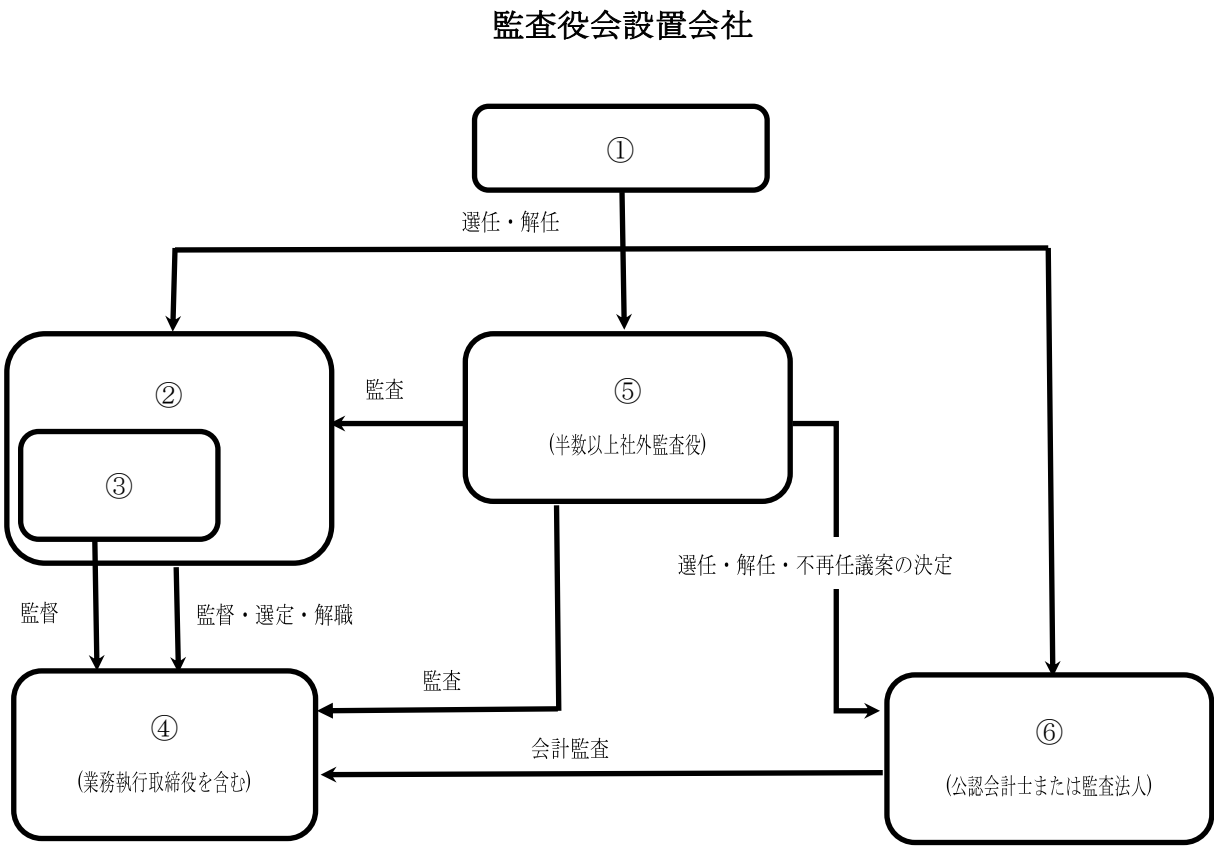 監査役会設置会社
①
選任・解任
②
監査
⑤
(半数以上社外監査役)
③
選任・解任・不再任議案の決定
監督
監督・選定・解職
監査
④
(業務執行取締役を含む)
会計監査
⑥
(公認会計士または監査法人)